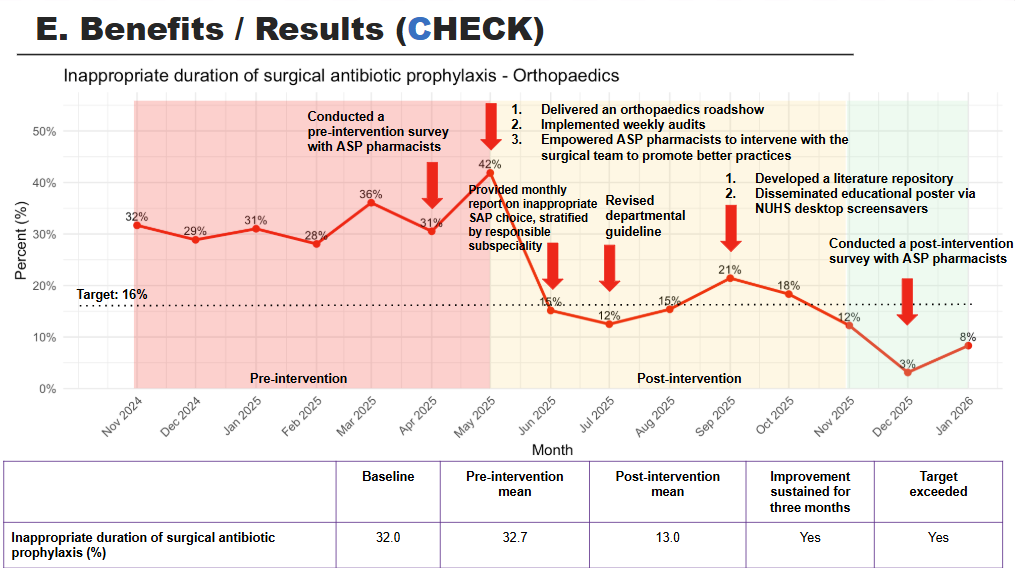 E. Benefits / Results (CHECK)
Inappropriate duration of surgical antibiotic prophylaxis - Orthopaedics
Conducted a
pre-intervention survey
with ASP pharmacists
1. Delivered an orthopaedics roadshow
2. Implemented weekly audits
3. Empowered ASP pharmacists to intervene with the
surgical team to promote better practices
1. Developed a literature repository
2. Disseminated educational poster via
NUHS desktop screensavers
Provided monthly
report on inappropriate
SAP choice, stratified
by responsible
subspeciality
Revised
departmental
guideline
Conducted a post-intervention
survey with ASP pharmacists
Percent (%)
50%
40%
30%
20%
10%
0%
Target: 16%
32%
29%
31%
28%
36%
31%
42%
15%
12%
15%
21%
18%
12%
3%
8%
Pre-intervention
Post-intervention
Nov 2024
Dec 2024
Jan 2025
Feb 2025
Mar 2025
Apr 2025
May 2025
Jun 2025
Jul 2025
Aug 2025
Sep 2025
Oct 2025
Nov 2025
Dec 2025
Jan 2026
Month
Baseline
Pre-intervention
mean
Post-intervention
mean
Improvement
sustained for
three months
Target
exceeded
Inappropriate duration of surgical antibiotic
prophylaxis (%)
32.0
32.7
13.0
Yes
Yes